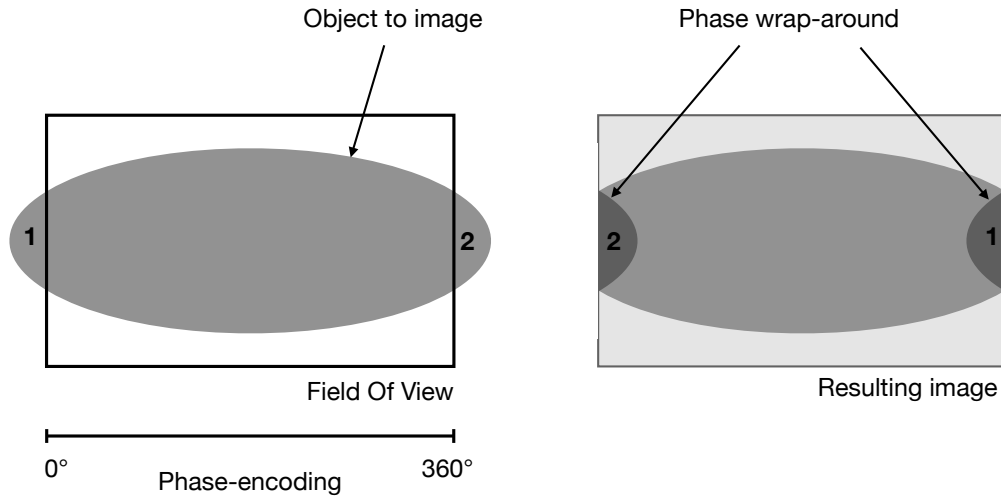 Object to image
Phase wrap-around
1
2
2
1
Field Of View
Resulting image
0°
360°
Phase-encoding